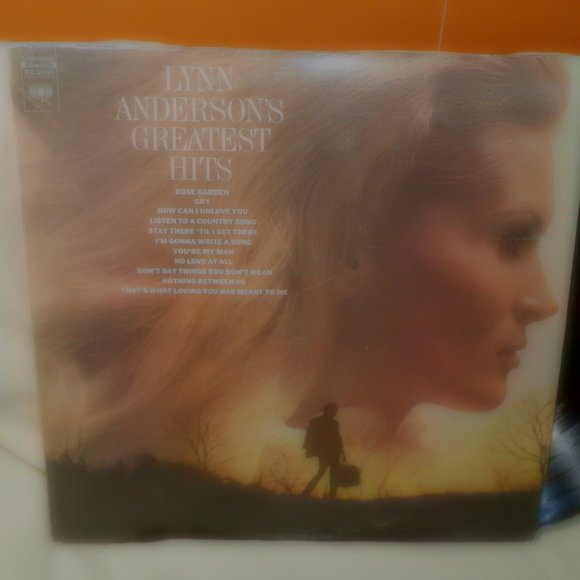 LYNN
ANDERSON'S
GREATEST
HITS
ROSE GARDEN
CRY
HOW CAN I UNLOVE YOU
LISTEN TO A COUNTRY SONG
STAY THERE 'TIL I GET THERE
I'M GONNA WRITE A SONG
YOU'RE MY MAN
NO LOVE AT ALL
DON'T SAY THINGS YOU DON'T MEAN
NOTHING BETWEEN US
THAT'S WHAT LOVING YOU HAS MEANT TO ME